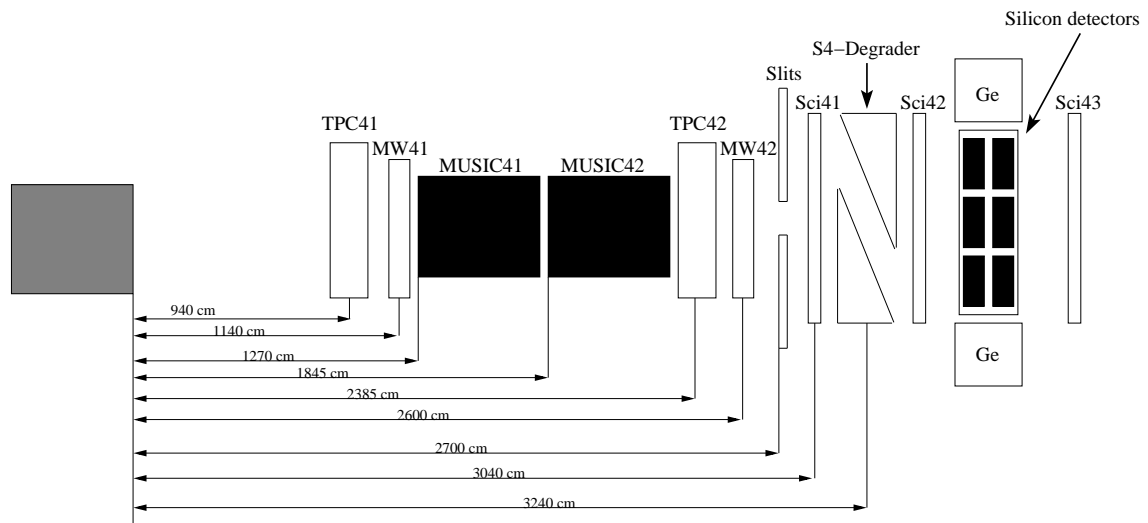 Silicon detectors
S4−Degrader
Slits
Sci41
Sci42
Ge
Sci43
TPC41
TPC42
MW41
MW42
MUSIC41
MUSIC42
940 cm
1140 cm
1270 cm
1845 cm
2385 cm
2600 cm
2700 cm
3040 cm
3240 cm
Ge